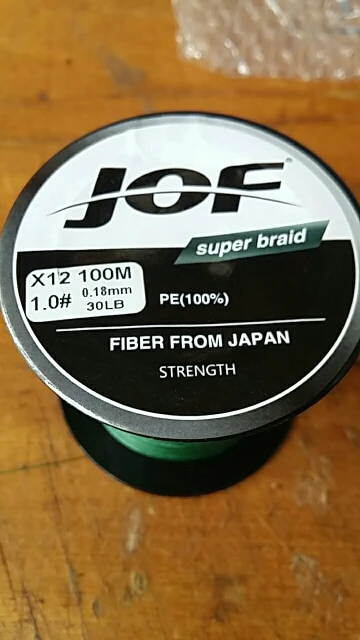 JOF
super braid
X12 100M
1.0# 0.18mm
30LB
PE(100%)
FIBER FROM JAPAN
STRENGTH